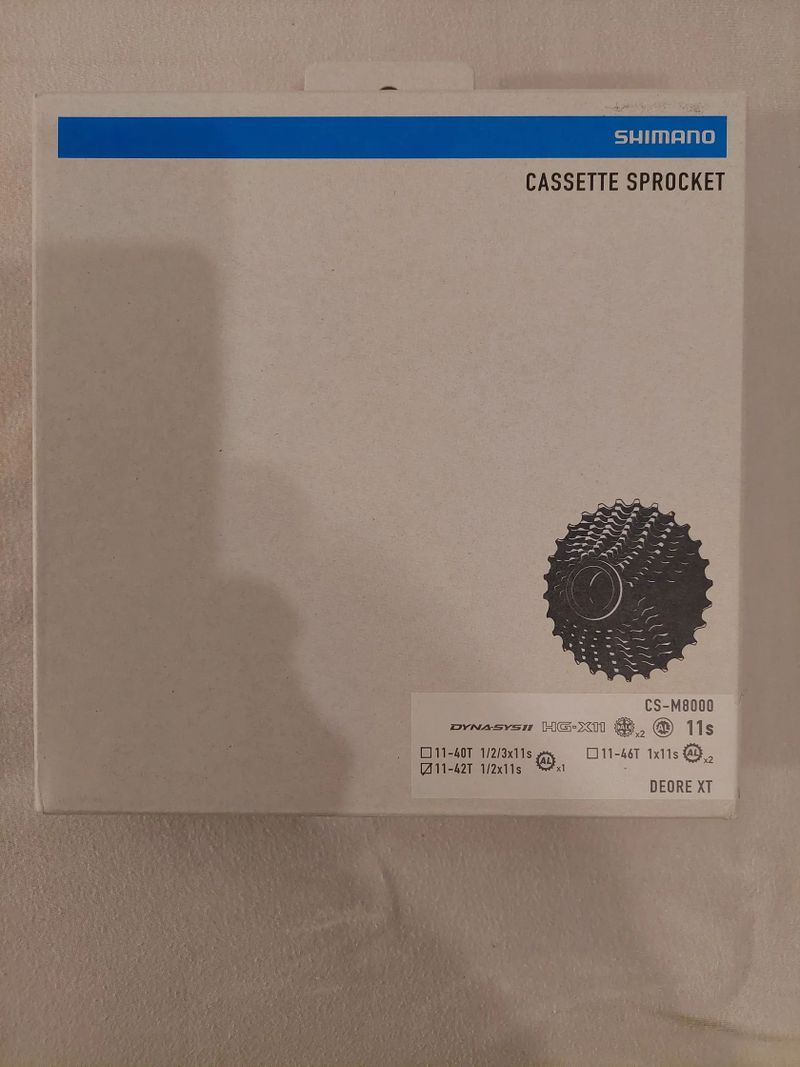 SHIMANO
CASSETTE SPROCKET
CS-M8000
DYNA-SYS11 HG-X11 x2 AL 11s
11-40T 1/2/3x11s
11-42T 1/2x11s
AL x1
11-46T 1x11s AL x2
DEORE XT